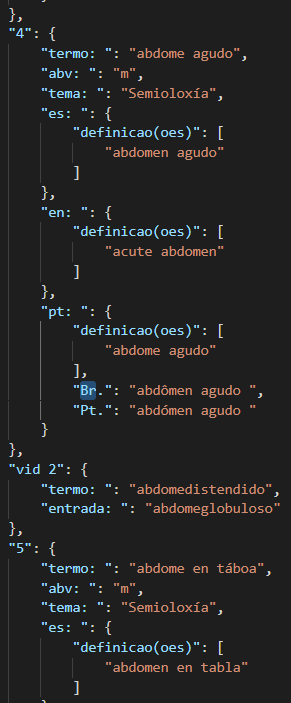 },
"4": {
"termo: ": "abdome agudo",
"abv: ": "m",
"tema: ": "Semioloxía",
"es: ": {
"definicao(oes)": [
"abdomen agudo"
]
},
"en: ": {
"definicao(oes)": [
"acute abdomen"
]
},
"pt: ": {
"definicao(oes)": [
"abdome agudo"
],
"Br.": "abdômen agudo ",
"Pt.": "abdómen agudo "
}
},
"vid 2": {
"termo: ": "abdomedistendido",
"entrada: ": "abdomeglobuloso"
},
"5": {
"termo: ": "abdome en táboa",
"abv: ": "m",
"tema: ": "Semioloxía",
"es: ": {
"definicao(oes)": [
"abdomen en tabla"
]